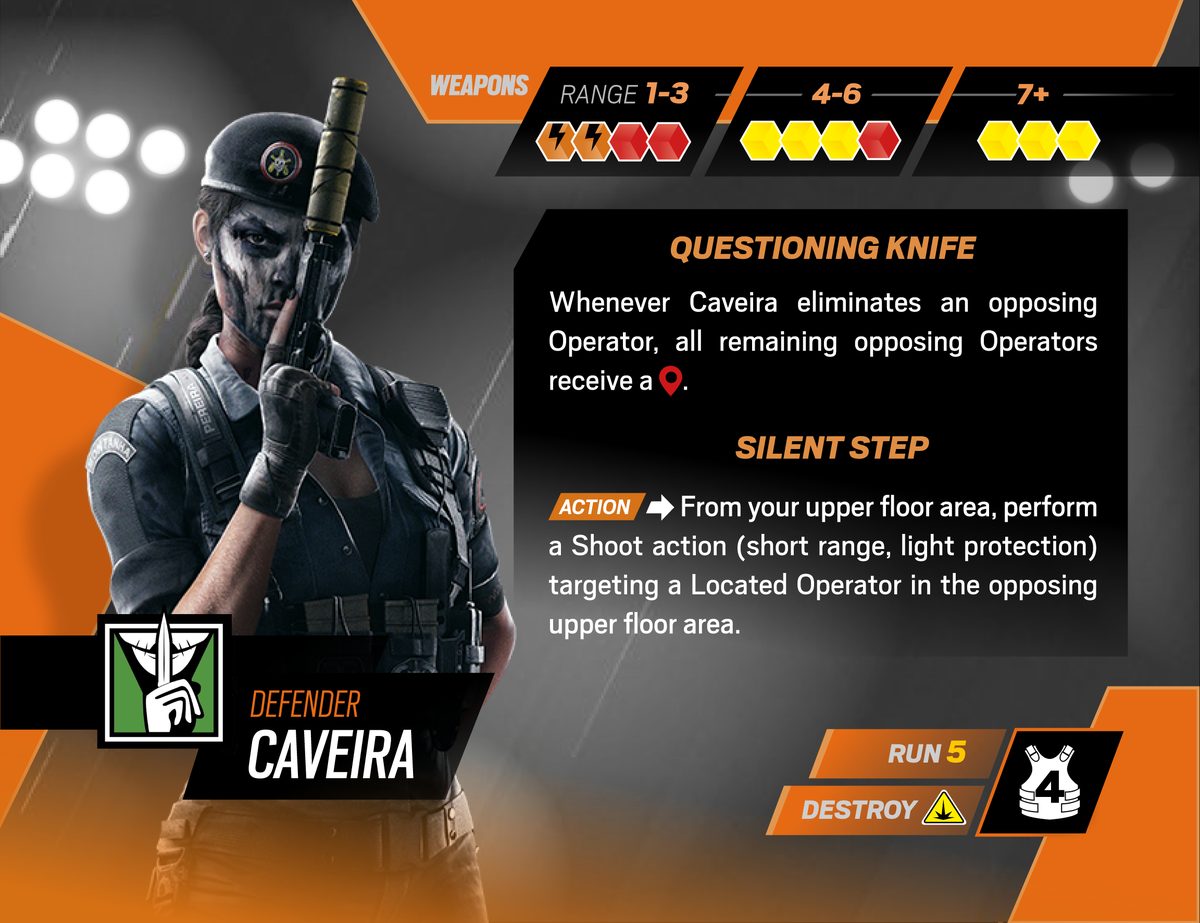 WEAPONS
RANGE 1-3
4-6
7+
QUESTIONING KNIFE
Whenever Caveira eliminates an opposing
Operator, all remaining opposing Operators
receive a .
SILENT STEP
ACTION From your upper floor area, perform
a Shoot action (short range, light protection)
targeting a Located Operator in the opposing
upper floor area.
PEREIRA
DEFENDER
CAVEIRA
RUN 5
DESTROY
4